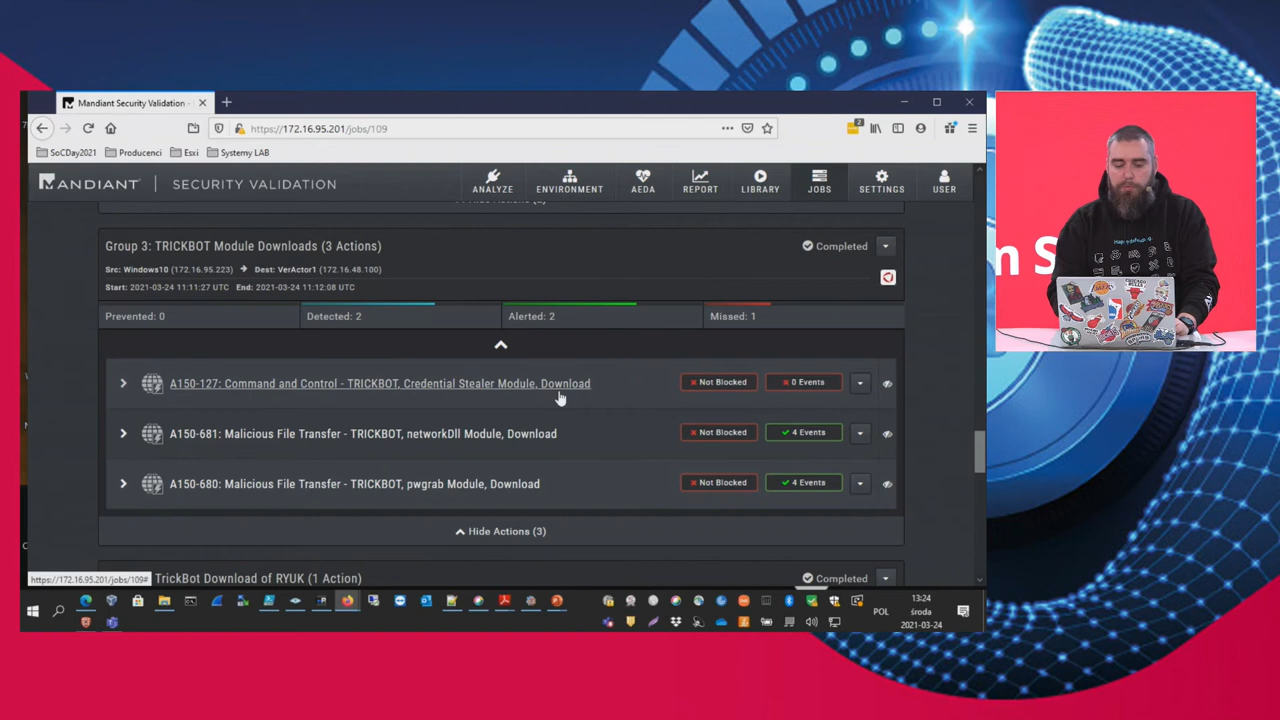 Mandiant Security Validation -
https://172.16.95.201/jobs/109
2
SoCDay2021 Producenci Esxi Systemy LAB
MANDIANT SECURITY VALIDATION
ANALYZE ENVIRONMENT AEDA REPORT LIBRARY JOBS SETTINGS USER
Group 3: TRICKBOT Module Downloads (3 Actions) Completed
Src: Windows10 (172.16.95.223) Dest: VerActor1 (172.16.48.100)
Start: 2021-03-24 11:11:27 UTC End: 2021-03-24 11:12:08 UTC
Prevented: 0 Detected: 2 Alerted: 2 Missed: 1
A150-127: Command and Control - TRICKBOT, Credential Stealer Module, Download Not Blocked 0 Events
A150-681: Malicious File Transfer - TRICKBOT, networkDll Module, Download Not Blocked 4 Events
A150-680: Malicious File Transfer - TRICKBOT, pwgrab Module, Download Not Blocked 4 Events
Hide Actions (3)
https://172.16.95.201/jobs/109#
TrickBot Download of RYUK (1 Action) Completed
POL
13:24
środa
2021-03-24